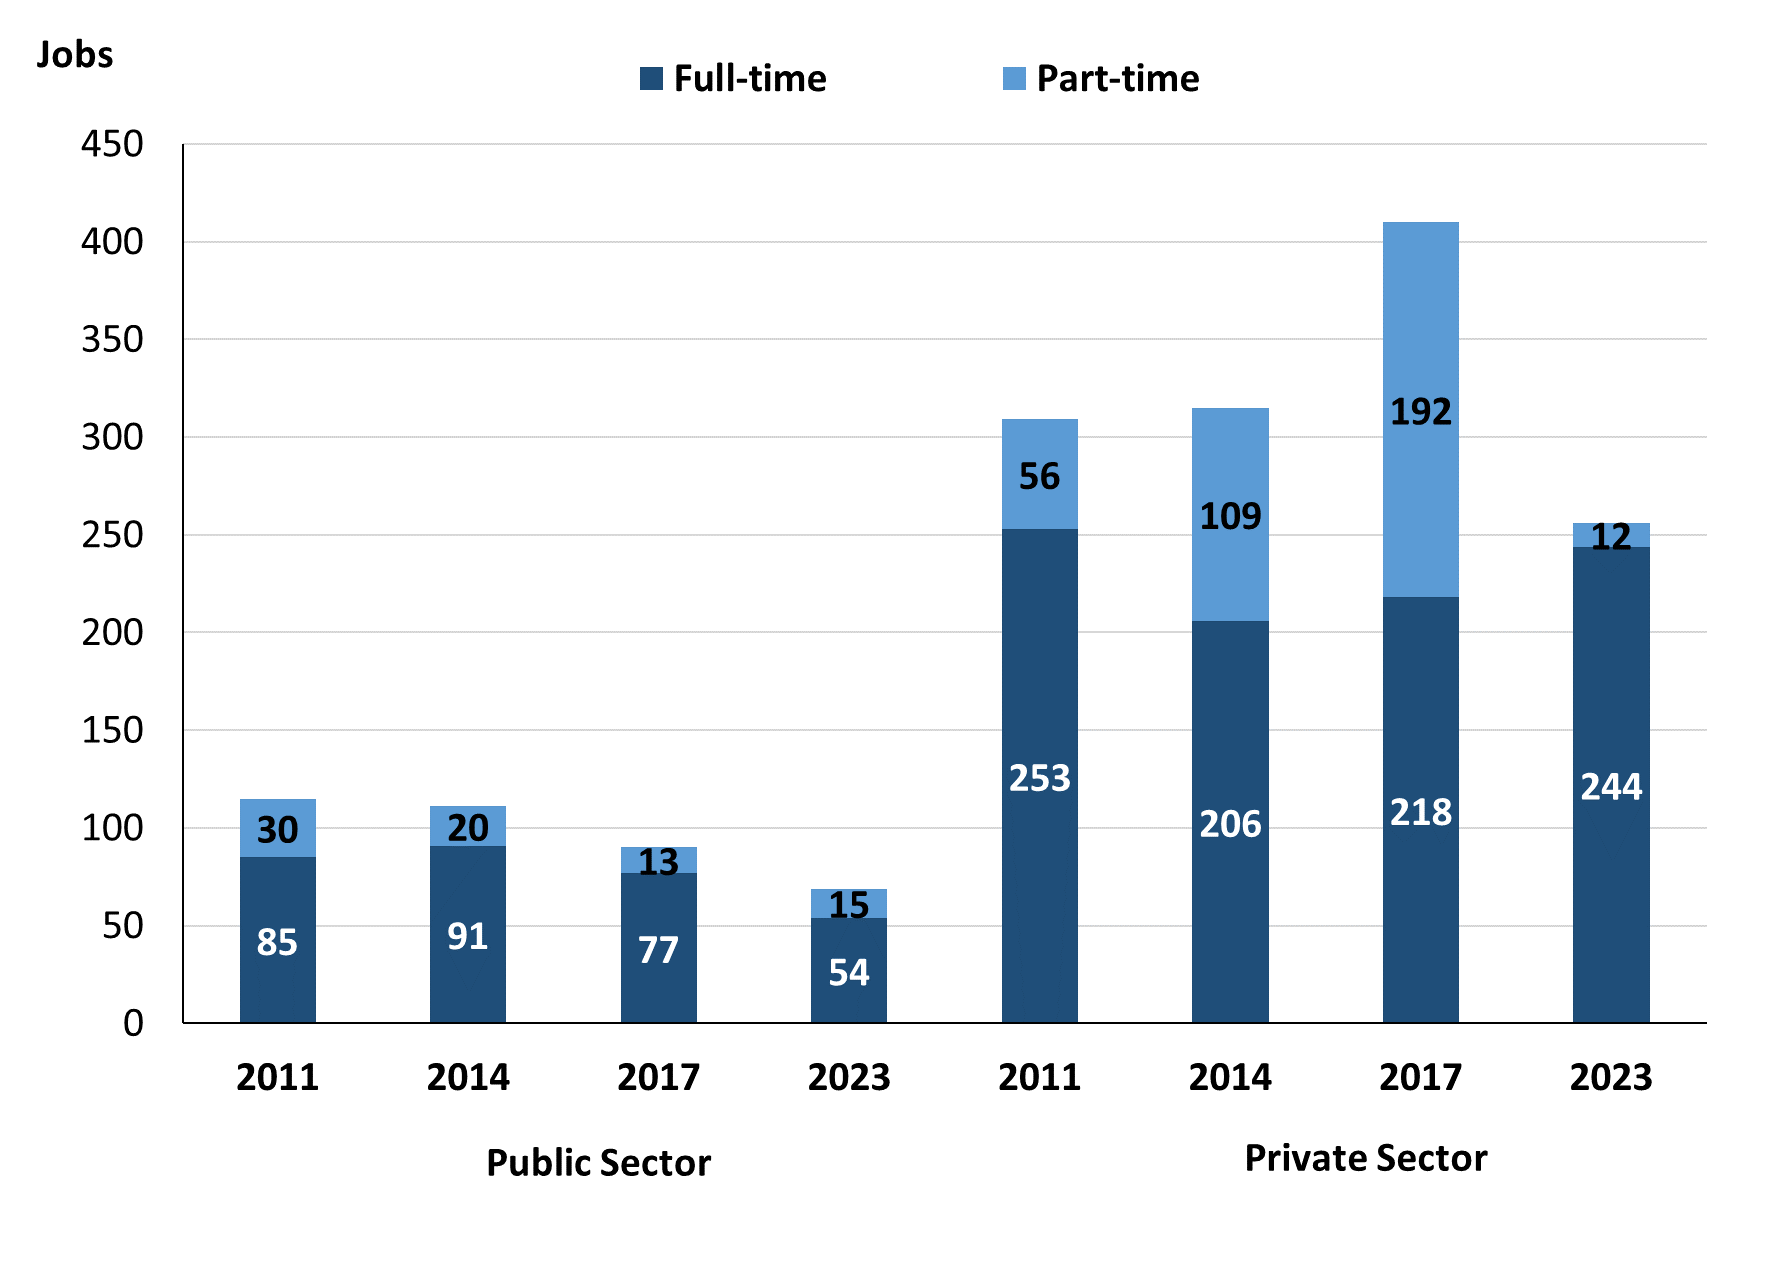 Jobs
Full-time Part-time
450
400
350
300
250
200
150
100
50
0
30 20 13 15 56 109 192 12
85 91 77 54 253 206 218 244
2011 2014 2017 2023 2011 2014 2017 2023
Public Sector Private Sector